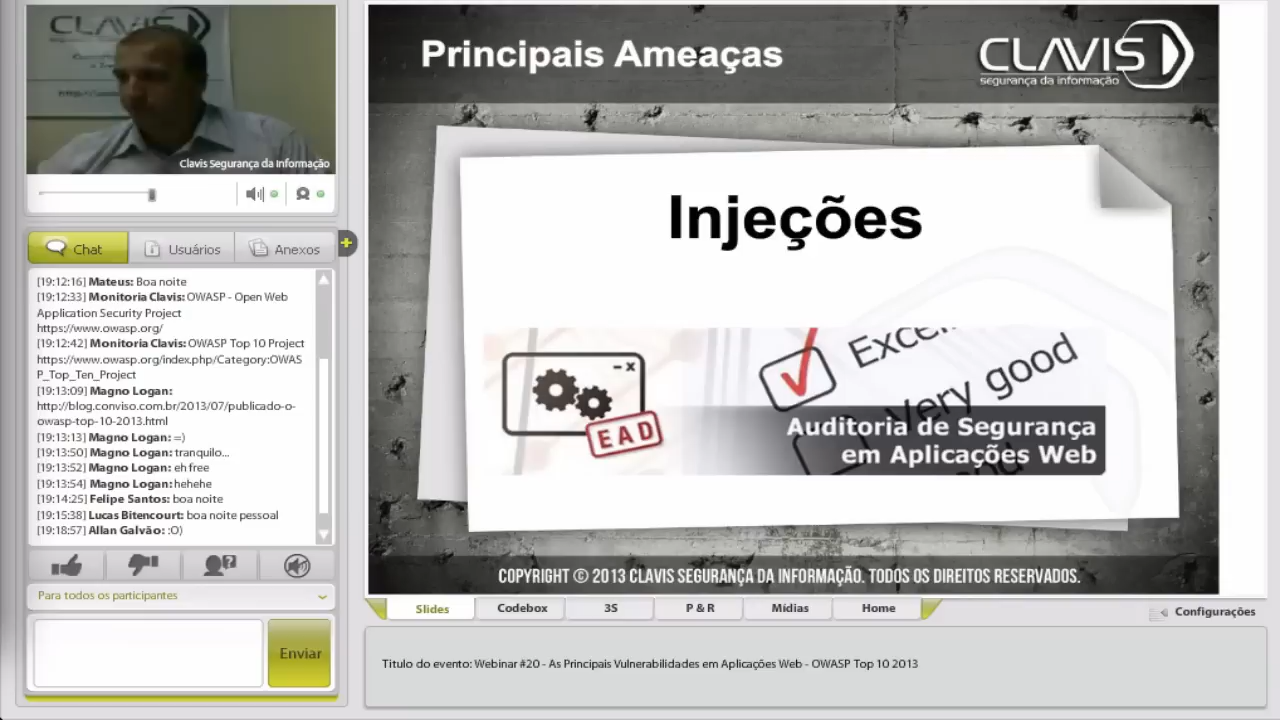 CLAVIS
Clavis Segurança da Informação
Chat
Usuários
Anexos
[19:12:16] Mateus: Boa noite
[19:12:33] Monitoria Clavis: OWASP - Open Web
Application Security Project
https://www.owasp.org/
[19:12:42] Monitoria Clavis: OWASP Top 10 Project
https://www.owasp.org/index.php/Category:OWAS
P_Top_Ten_Project
[19:13:09] Magno Logan:
http://blog.conviso.com.br/2013/07/publicado-o-
owasp-top-10-2013.html
[19:13:13] Magno Logan: =)
[19:13:50] Magno Logan: tranquilo...
[19:13:52] Magno Logan: eh free
[19:13:54] Magno Logan: hehehe
[19:14:25] Felipe Santos: boa noite
[19:15:38] Lucas Bitencourt: boa noite pessoal
[19:18:57] Allan Galvão: :O)
Para todos os participantes
Enviar
Principais Ameaças
CLAVIS
segurança da informação
Injeções
EAD
Very good
Auditoria de Segurança
em Aplicações Web
COPYRIGHT © 2013 CLAVIS SEGURANÇA DA INFORMAÇÃO. TODOS OS DIREITOS RESERVADOS.
Slides
Codebox
3S
P & R
Mídias
Home
Configurações
Titulo do evento: Webinar #20 - As Principais Vulnerabilidades em Aplicações Web - OWASP Top 10 2013